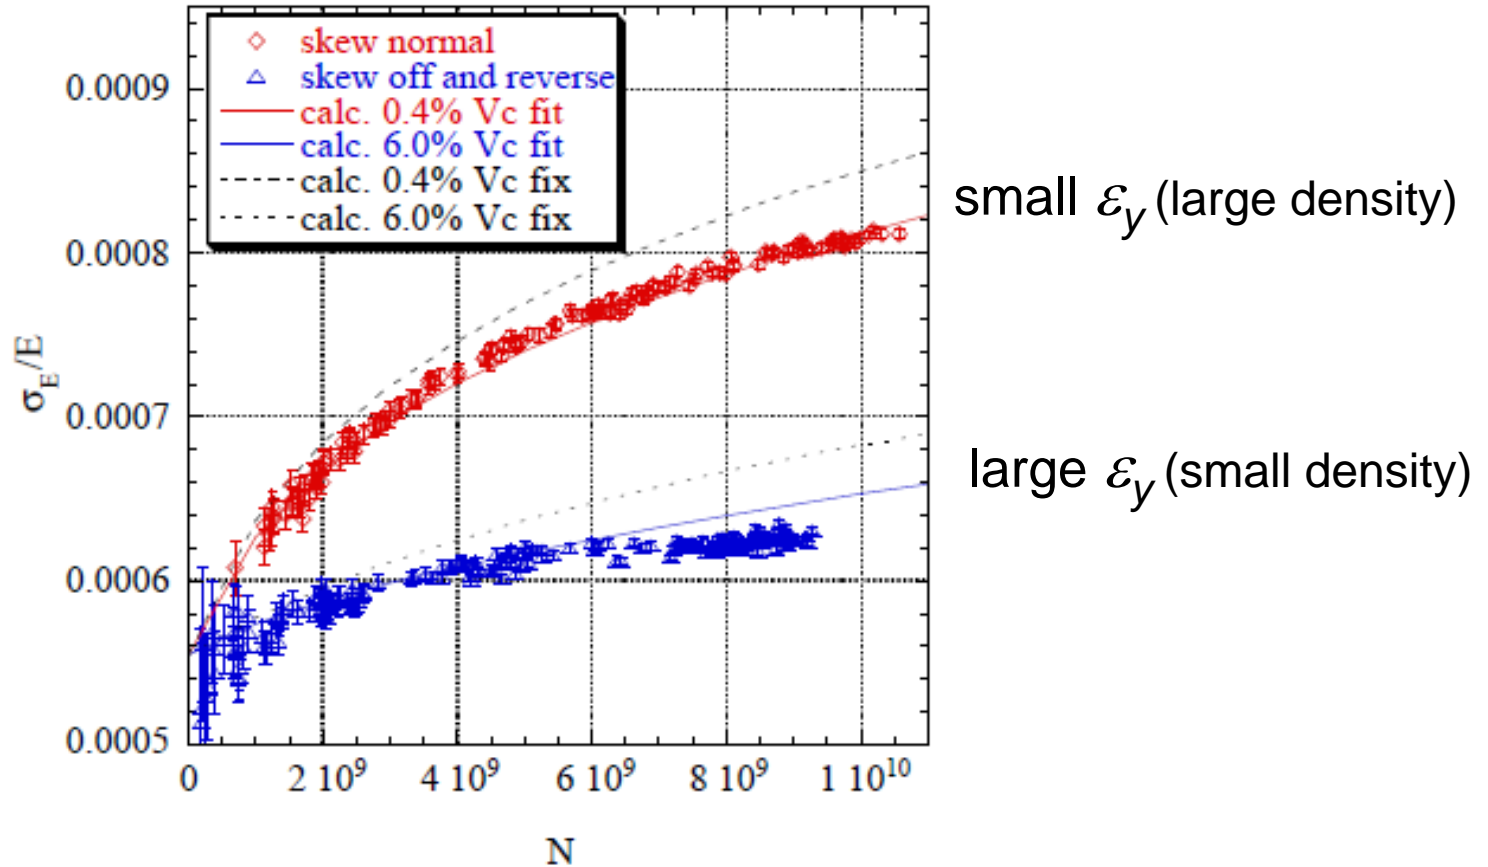 skew normal
skew off and reverse
calc. 0.4% Vc fit
calc. 6.0% Vc fit
calc. 0.4% Vc fix
calc. 6.0% Vc fix
0.0009
0.0008
0.0007
0.0006
0.0005
σE/E
0
2 10⁹
4 10⁹
6 10⁹
8 10⁹
1 10¹⁰
N
small εy (large density)
large εy (small density)